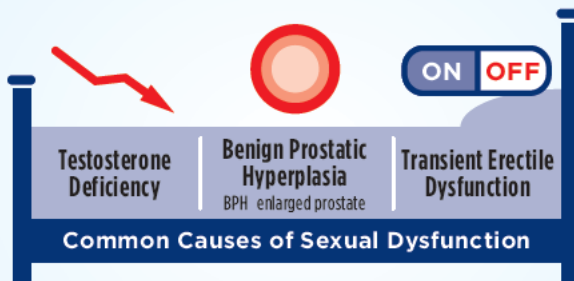 ON OFF
Testosterone
Deficiency
Benign Prostatic
Hyperplasia
BPH enlarged prostate
Transient Erectile
Dysfunction
Common Causes of Sexual Dysfunction